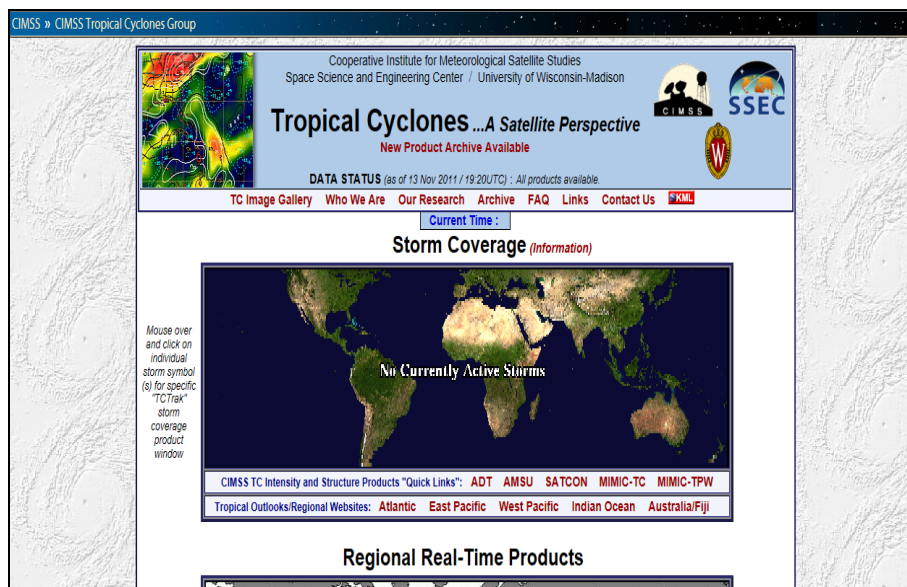 CIMSS » CIMSS Tropical Cyclones Group
Cooperative Institute for Meteorological Satellite Studies
Space Science and Engineering Center / University of Wisconsin-Madison
Tropical Cyclones ...A Satellite Perspective
New Product Archive Available
DATA STATUS (as of 13 Nov 2011 / 19:20UTC) : All products available.
CIMSS
SSEC
W
TC Image Gallery Who We Are Our Research Archive FAQ Links Contact Us KML
Current Time :
Storm Coverage (Information)
Mouse over
and click on
individual
storm symbol
(s) for specific
"TCTrak"
storm
coverage
product
window
No Currently Active Storms
CIMSS TC Intensity and Structure Products "Quick Links": ADT AMSU SATCON MIMIC-TC MIMIC-TPW
Tropical Outlooks/Regional Websites: Atlantic East Pacific West Pacific Indian Ocean Australia/Fiji
Regional Real-Time Products